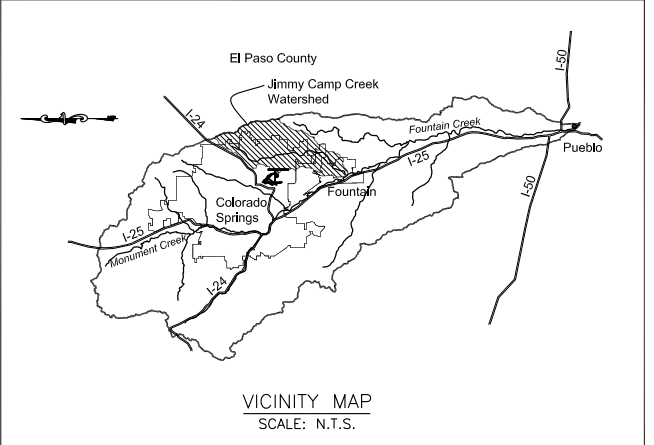 El Paso County
Jimmy Camp Creek
Watershed
I-24
I-50
Fountain Creek
I-25
Pueblo
Fountain
I-50
Colorado
Springs
I-25
Monument Creek
I-24
VICINITY MAP
SCALE: N.T.S.